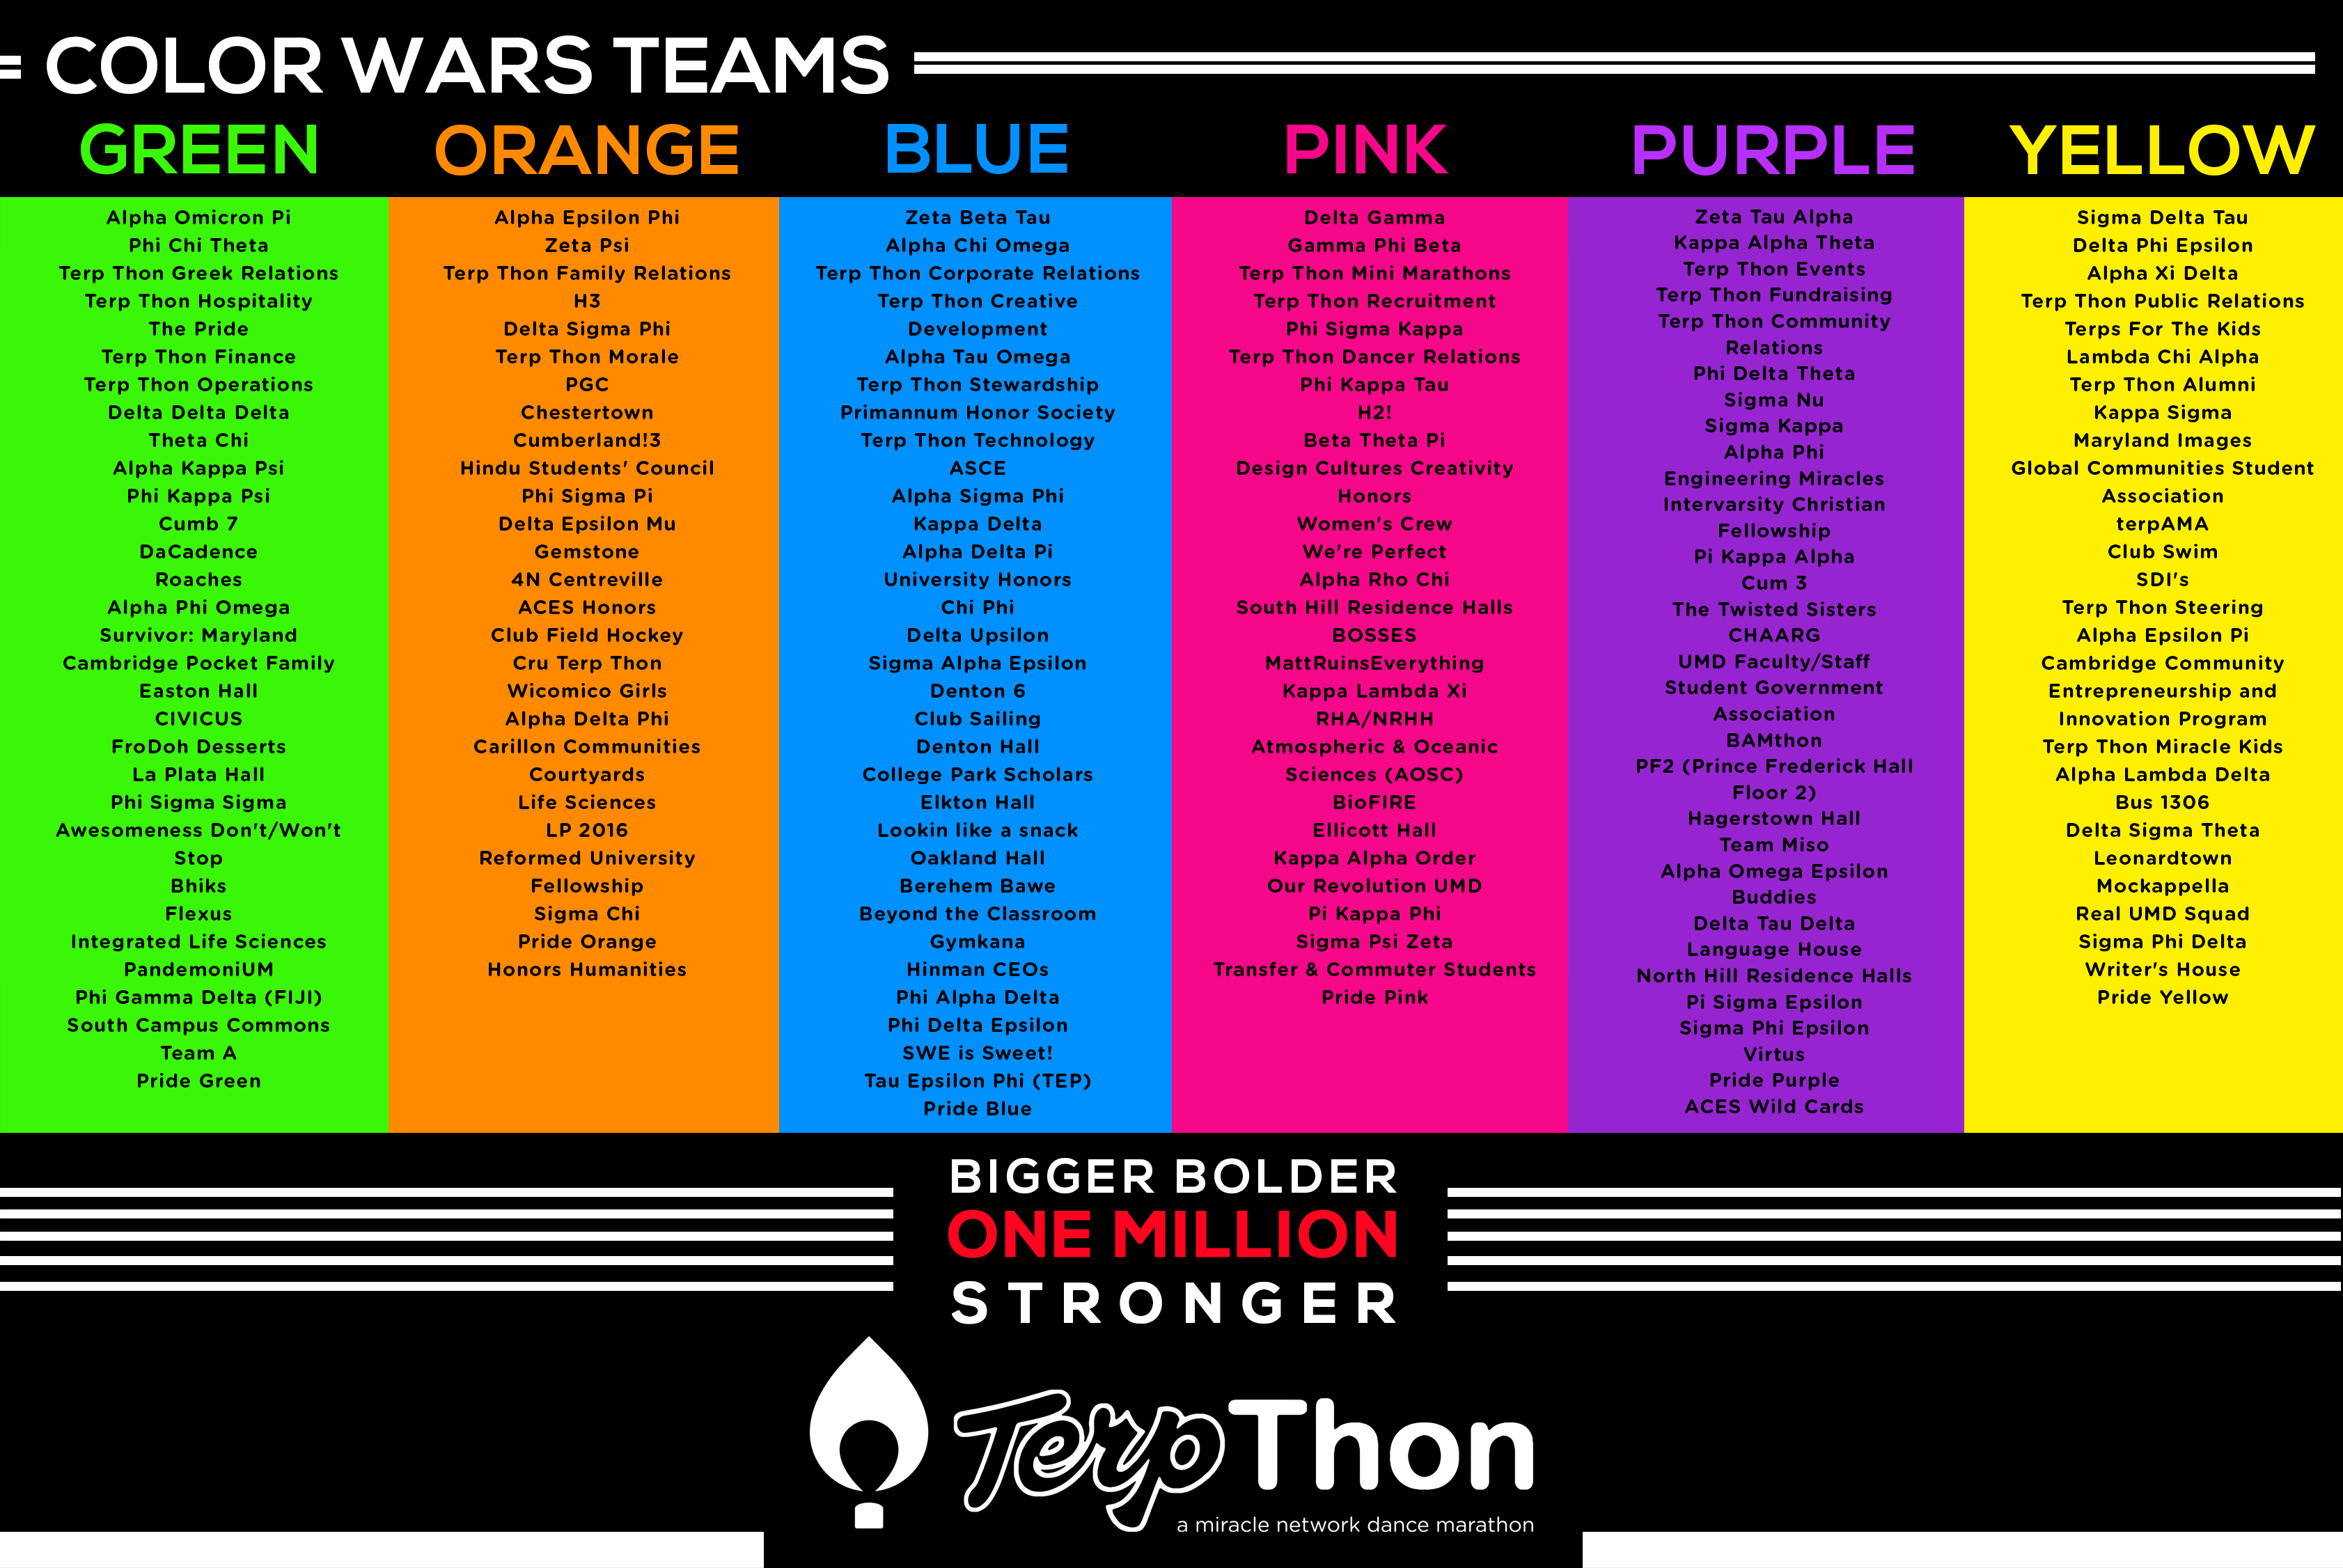 COLOR WARS TEAMS
GREEN
Alpha Omicron Pi
Phi Chi Theta
Terp Thon Greek Relations
Terp Thon Hospitality
The Pride
Terp Thon Finance
Terp Thon Operations
Delta Delta Delta
Theta Chi
Alpha Kappa Psi
Phi Kappa Psi
Cumb 7
DaCadence
Roaches
Alpha Phi Omega
Survivor: Maryland
Cambridge Pocket Family
Easton Hall
CIVICUS
FroDoh Desserts
La Plata Hall
Phi Sigma Sigma
Awesomeness Don't/Won't
Stop
Bhiks
Flexus
Integrated Life Sciences
PandemoniUM
Phi Gamma Delta (FIJI)
South Campus Commons
Team A
Pride Green
ORANGE
Alpha Epsilon Phi
Zeta Psi
Terp Thon Family Relations
H3
Delta Sigma Phi
Terp Thon Morale
PGC
Chestertown
Cumberland!3
Hindu Students' Council
Phi Sigma Pi
Delta Epsilon Mu
Gemstone
4N Centreville
ACES Honors
Club Field Hockey
Cru Terp Thon
Wicomico Girls
Alpha Delta Phi
Carillon Communities
Courtyards
Life Sciences
LP 2016
Reformed University
Fellowship
Sigma Chi
Pride Orange
Honors Humanities
BLUE
Zeta Beta Tau
Alpha Chi Omega
Terp Thon Corporate Relations
Terp Thon Creative
Development
Alpha Tau Omega
Terp Thon Stewardship
Primannum Honor Society
Terp Thon Technology
ASCE
Alpha Sigma Phi
Kappa Delta
Alpha Delta Pi
University Honors
Chi Phi
Delta Upsilon
Sigma Alpha Epsilon
Denton 6
Club Sailing
Denton Hall
College Park Scholars
Elkton Hall
Lookin like a snack
Oakland Hall
Berehem Bawe
Beyond the Classroom
Gymkana
Hinman CEOs
Phi Alpha Delta
Phi Delta Epsilon
SWE is Sweet!
Tau Epsilon Phi (TEP)
Pride Blue
PINK
Delta Gamma
Gamma Phi Beta
Terp Thon Mini Marathons
Terp Thon Recruitment
Phi Sigma Kappa
Terp Thon Dancer Relations
Phi Kappa Tau
H2!
Beta Theta Pi
Design Cultures Creativity
Honors
Women's Crew
We're Perfect
Alpha Rho Chi
South Hill Residence Halls
BOSSES
MattRuinsEverything
Kappa Lambda Xi
RHA/NRHH
Atmospheric & Oceanic
Sciences (AOSC)
BioFIRE
Ellicott Hall
Kappa Alpha Order
Our Revolution UMD
Pi Kappa Phi
Sigma Psi Zeta
Transfer & Commuter Students
Pride Pink
PURPLE
Zeta Tau Alpha
Kappa Alpha Theta
Terp Thon Events
Terp Thon Fundraising
Terp Thon Community
Relations
Phi Delta Theta
Sigma Nu
Sigma Kappa
Alpha Phi
Engineering Miracles
Intervarsity Christian
Fellowship
Pi Kappa Alpha
Cum 3
The Twisted Sisters
CHAARG
UMD Faculty/Staff
Student Government
Association
BAMthon
PF2 (Prince Frederick Hall
Floor 2)
Hagerstown Hall
Team Miso
Alpha Omega Epsilon
Buddies
Delta Tau Delta
Language House
North Hill Residence Halls
Pi Sigma Epsilon
Sigma Phi Epsilon
Virtus
Pride Purple
ACES Wild Cards
YELLOW
Sigma Delta Tau
Delta Phi Epsilon
Alpha Xi Delta
Terp Thon Public Relations
Terps For The Kids
Lambda Chi Alpha
Terp Thon Alumni
Kappa Sigma
Maryland Images
Global Communities Student
Association
terpAMA
Club Swim
SDI's
Terp Thon Steering
Alpha Epsilon Pi
Cambridge Community
Entrepreneurship and
Innovation Program
Terp Thon Miracle Kids
Alpha Lambda Delta
Bus 1306
Delta Sigma Theta
Leonardtown
Mockappella
Real UMD Squad
Sigma Phi Delta
Writer's House
Pride Yellow
BIGGER BOLDER
ONE MILLION
STRONGER
Terp Thon
a miracle network dance marathon